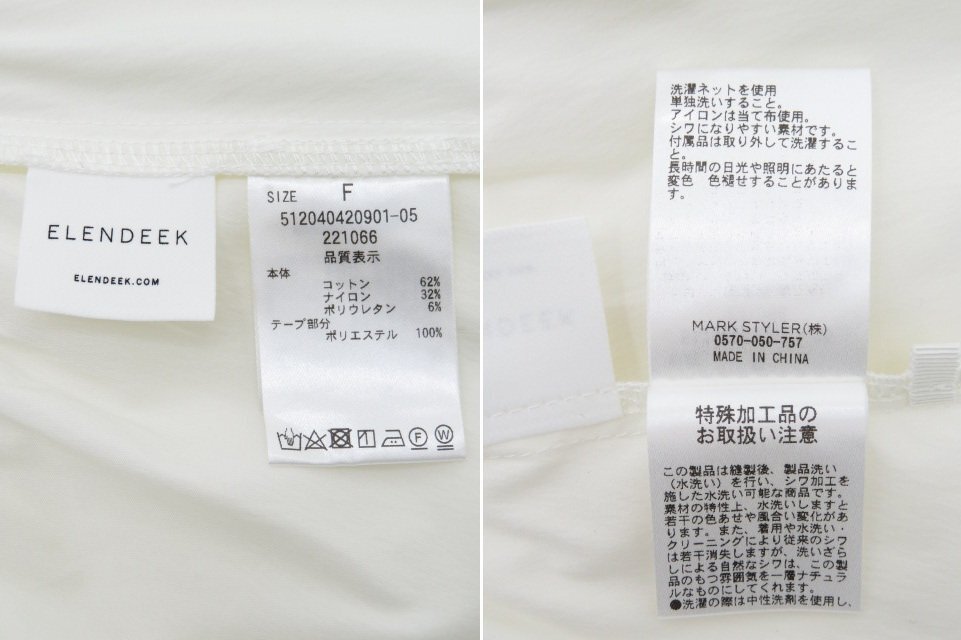 ELENDEEK
ELENDEEK.COM
SIZE F
512040420901-05
221066
品質表示
本体
コットン 62%
ナイロン 32%
ポリウレタン 6%
テープ部分
ポリエステル 100%
F W
洗濯ネットを使用
単独洗いすること。
アイロンは当て布使用。
シワになりやすい素材です。
付属品は取り外して洗濯するこ
と。
長時間の日光や照明にあたると
変色 色褪せすることがありま
す。
MARK STYLER(株)
0570-050-757
MADE IN CHINA
特殊加工品の
お取扱い注意
この製品は縫製後、製品洗い
(水洗い)を行い、シワ加工を
施した水洗い可能な商品です。
素材の特性上、水洗いしますと
若干の色あせや風合い変化があ
ります。また、着用や水洗い・
クリーニングにより従来のシワ
は若干消失しますが、洗いざら
しによる自然なシワは、この製
品のもつ雰囲気を一層ナチュラ
ルなものにしてくれます。
●洗濯の際は中性洗剤を使用し、